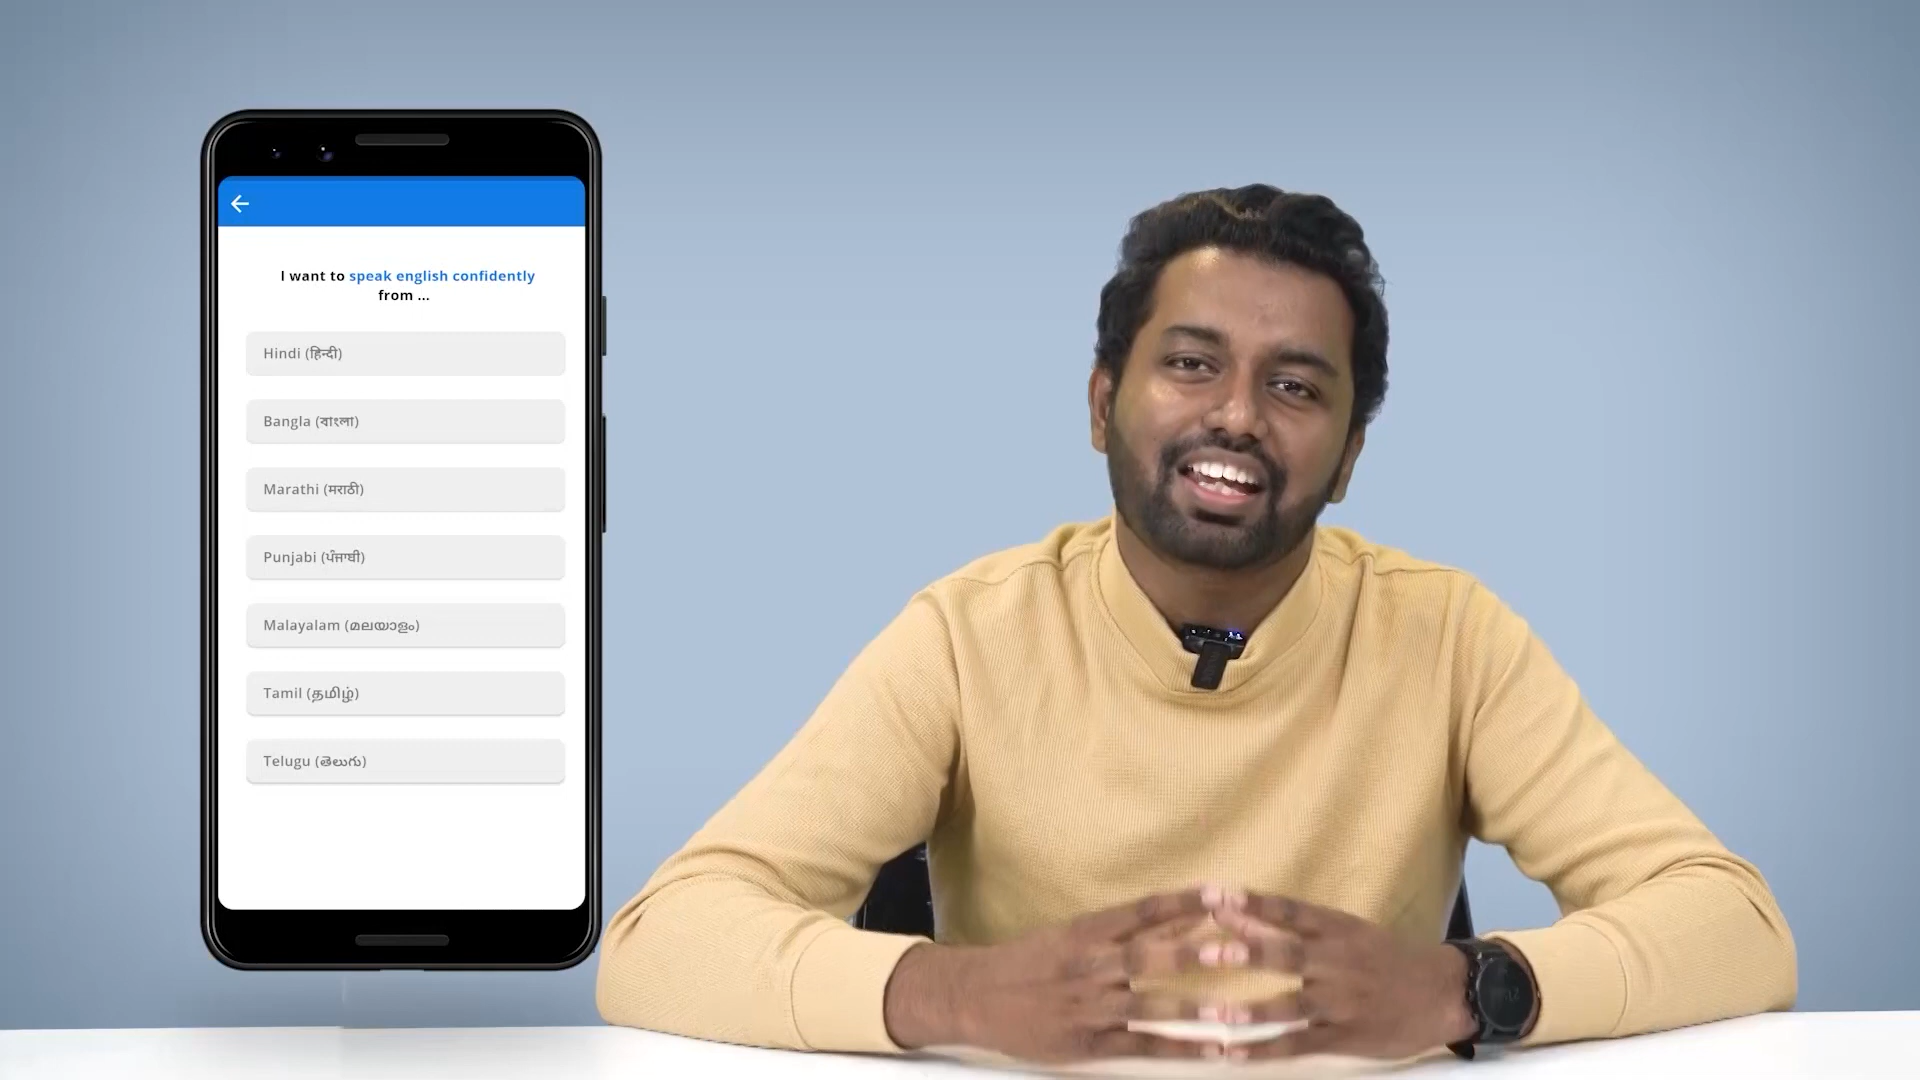 I want to speak english confidently
from ...
Hindi (हिन्दी)
Bangla (বাংলা)
Marathi (मराठी)
Punjabi (ਪੰਜਾਬੀ)
Malayalam (മലയാളം)
Tamil (தமிழ்)
Telugu (తెలుగు)